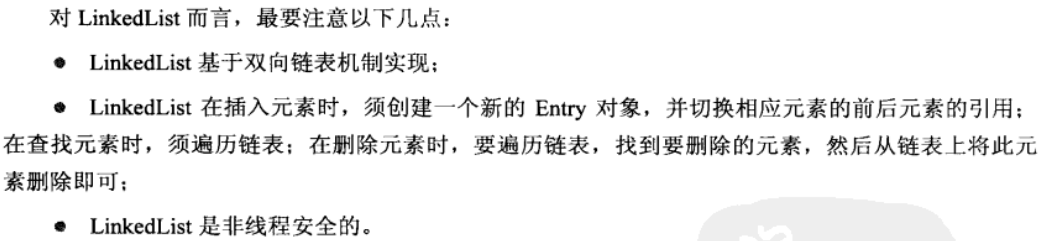 对 LinkedList 而言，最要注意以下几点：
● LinkedList 基于双向链表机制实现；
● LinkedList 在插入元素时，须创建一个新的 Entry 对象，并切换相应元素的前后元素的引用；
在查找元素时，须遍历链表；在删除元素时，要遍历链表，找到要删除的元素，然后从链表上将此元
素删除即可；
● LinkedList 是非线程安全的。